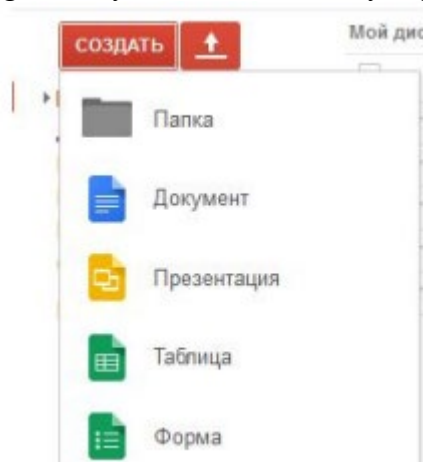 СОЗДАТЬ
Мой дис
Папка
Документ
Презентация
Таблица
Форма